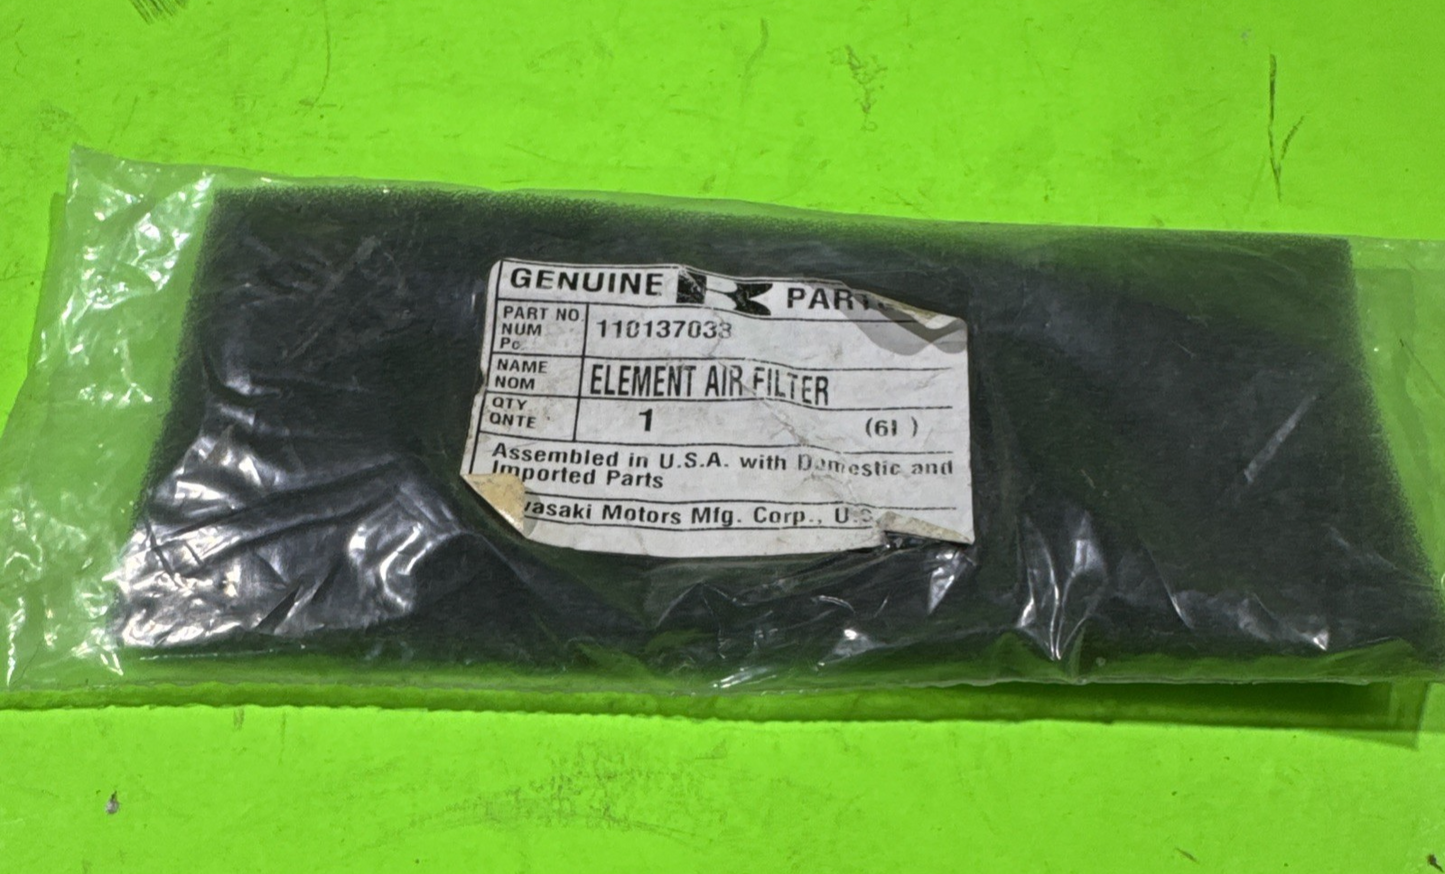 GENUINE PARTS
PART NO. 110137038
NUM
Pc
NAME ELEMENT AIR FILTER
NOM
QTY 1 (61 )
QNTE
Assembled in U.S.A. with Domestic and
Imported Parts
Motors Mfg. Corp.,